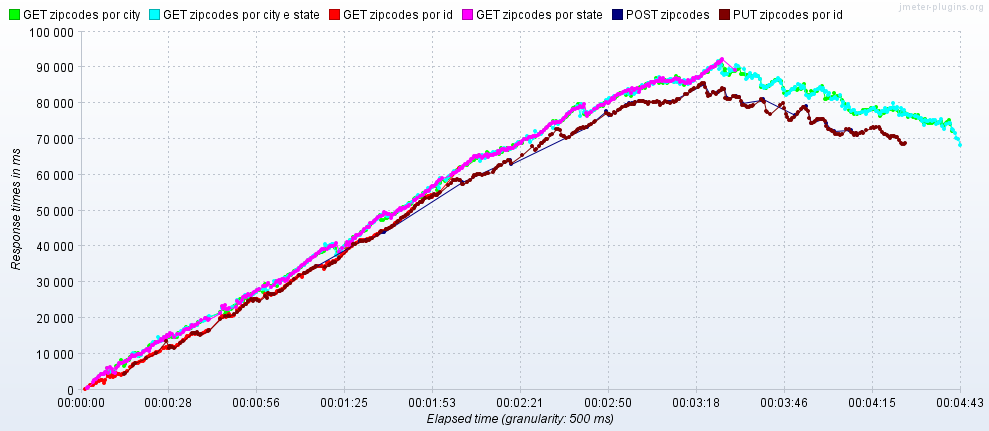 GET zipcodes por city GET zipcodes por city e state GET zipcodes por id GET zipcodes por state POST zipcodes PUT zipcodes por id
jmeter-plugins.org
100 000
90 000
80 000
70 000
60 000
50 000
40 000
30 000
20 000
10 000
0
Response times in ms
00:00:00 00:00:28 00:00:56 00:01:25 00:01:53 00:02:21 00:02:50 00:03:18 00:03:46 00:04:15 00:04:43
Elapsed time (granularity: 500 ms)